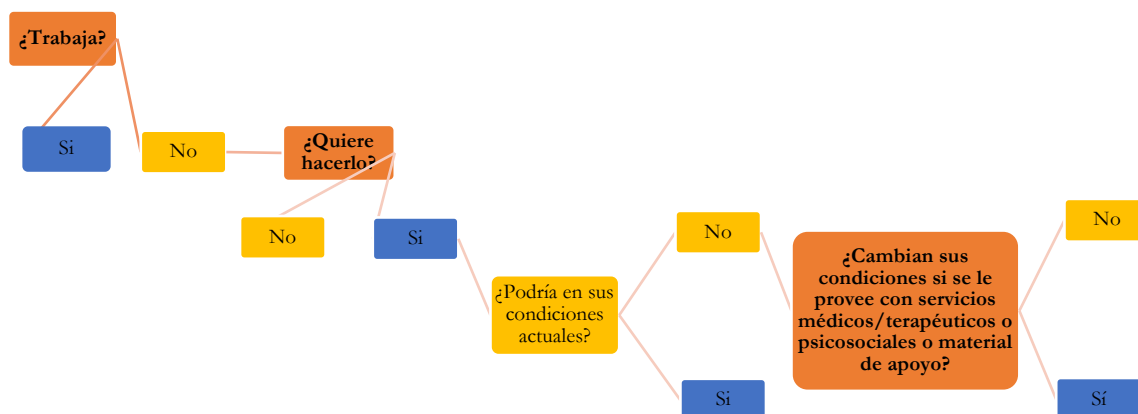 ¿Trabaja?
Si
No
¿Quiere
hacerlo?
No
Si
¿Podría en sus
condiciones
actuales?
No
Si
¿Cambian sus
condiciones si se le
provee con servicios
médicos/terapéuticos o
psicosociales o material
de apoyo?
No
Sí